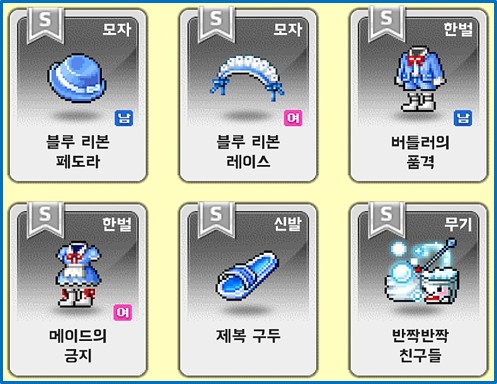 S 모자
남
블루 리본
페도라
S 모자
여
블루 리본
레이스
S 한벌
남
버틀러의
품격
S 한벌
여
메이드의
긍지
S 신발
제복 구두
S 무기
반짝반짝
친구들